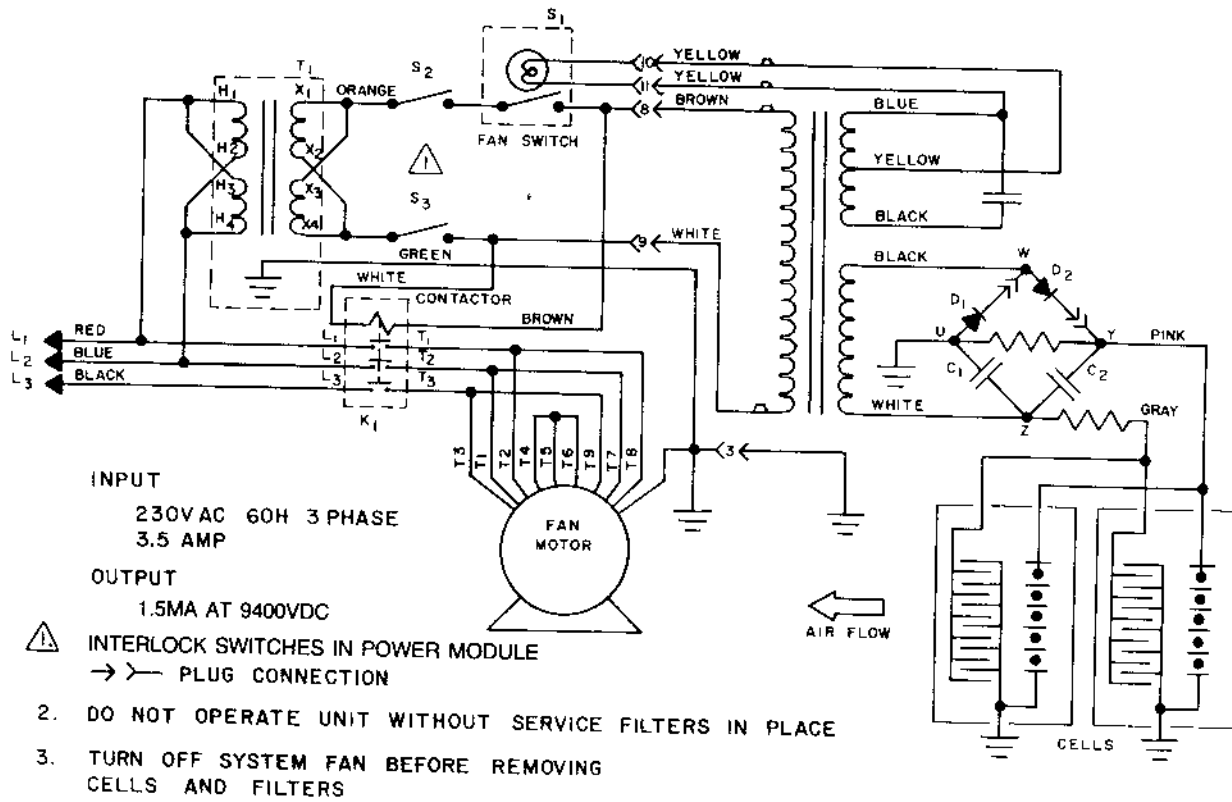 S1
YELLOW
10
T1
S2
11
YELLOW
H1
X1
ORANGE
8
BROWN
BLUE
FAN SWITCH
H2
X2
YELLOW
H3
X3
S3
H4
X4
BLACK
9
WHITE
GREEN
BLACK
W
D2
WHITE
CONTACTOR
D1
BROWN
L1
RED
L1
T1
U
Y
PINK
L2
BLUE
L2
T2
C1
C2
L3
BLACK
L3
T3
WHITE
GRAY
K1
Z
T3
T1
T2
T4
T5
T6
T9
T7
T8
3
INPUT
230V AC 60H 3 PHASE
3.5 AMP
FAN
MOTOR
OUTPUT
1.5MA AT 9400VDC
AIR FLOW
! INTERLOCK SWITCHES IN POWER MODULE
PLUG CONNECTION
2. DO NOT OPERATE UNIT WITHOUT SERVICE FILTERS IN PLACE
CELLS
3. TURN OFF SYSTEM FAN BEFORE REMOVING
CELLS AND FILTERS